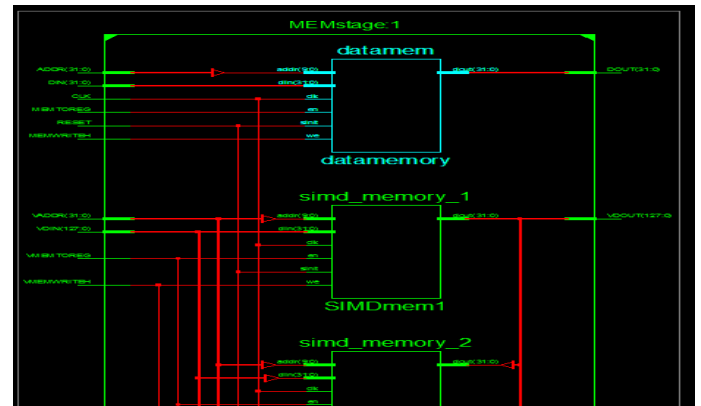 MEMstage:1
datamem
ADDR(31:0) addr(9:0) dout(31:0) DOUT(31:0)
DIN(31:0) din(31:0)
CLK clk
MEMTOREG en
RESET sinit
MEMWRITEH we
datamemory
simd_memory_1
VADDR(31:0) addr(9:0) dout(31:0) VDOUT(127:0)
VDIN(127:0) din(31:0)
clk
VMEMTOREG en
sinit
VMEMWRITEH we
SIMDmem1
simd_memory_2
addr(9:0) dout(31:0)
din(31:0)
clk
en